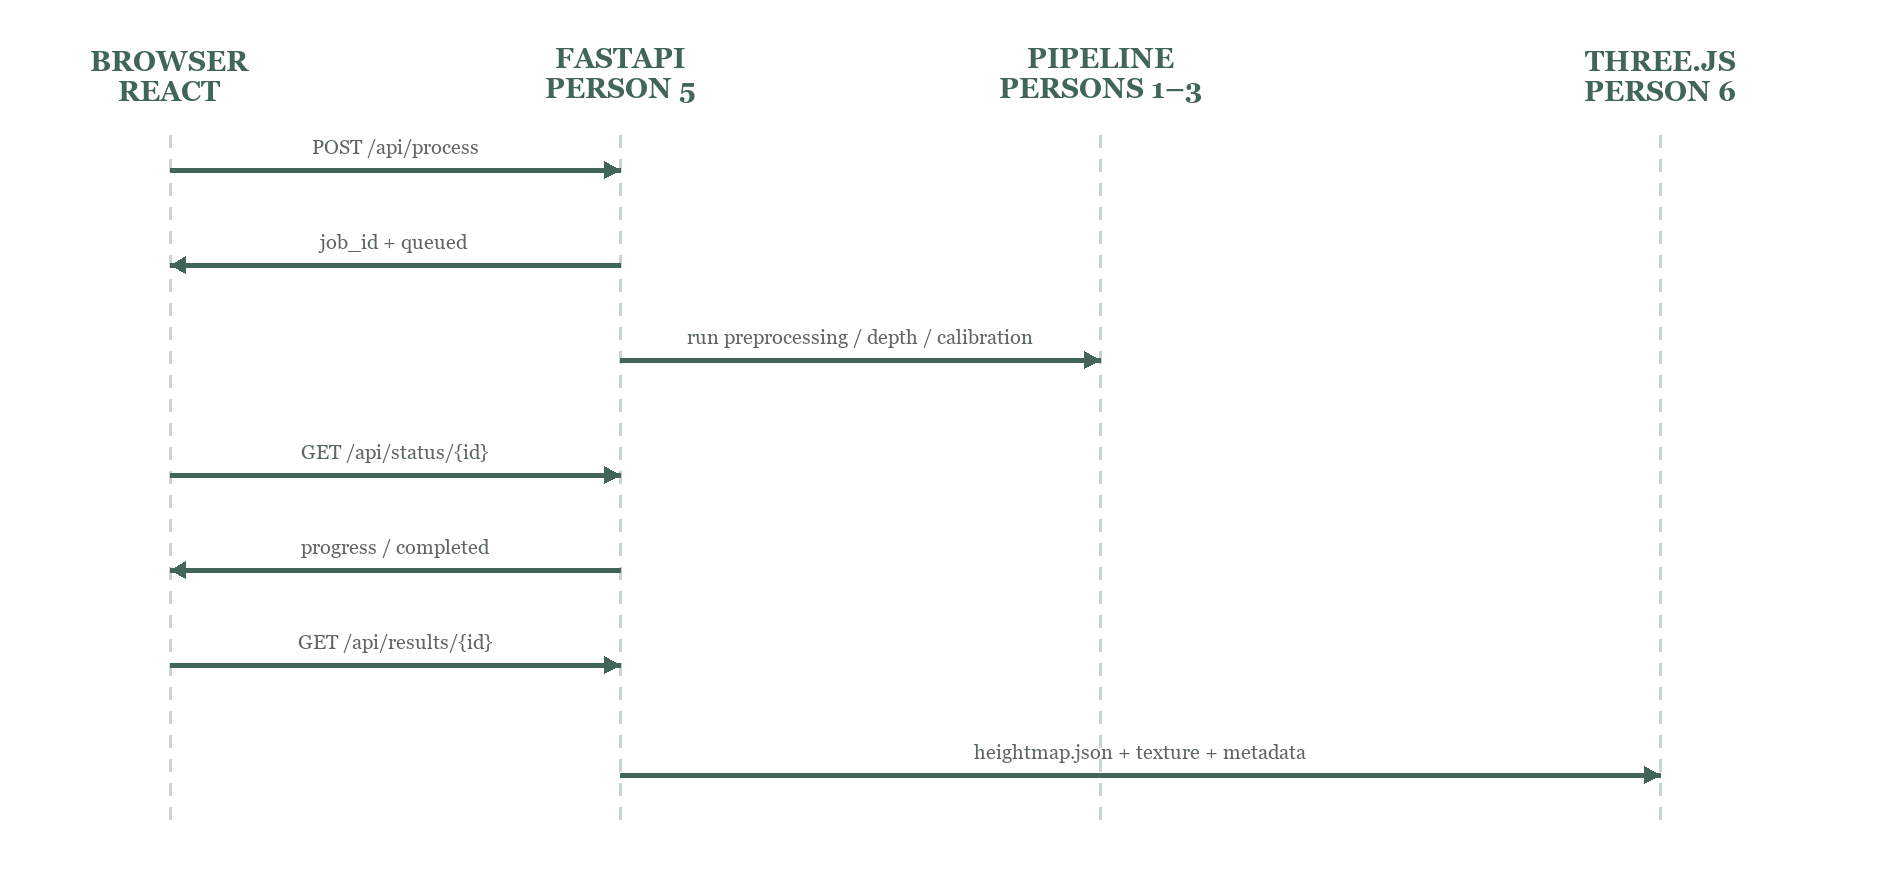 BROWSER
REACT
FASTAPI
PERSON 5
PIPELINE
PERSONS 1–3
THREE.JS
PERSON 6
POST /api/process
job_id + queued
run preprocessing / depth / calibration
GET /api/status/{id}
progress / completed
GET /api/results/{id}
heightmap.json + texture + metadata